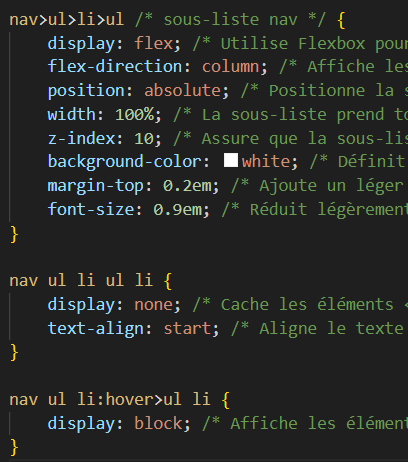 nav>ul>li>ul /* sous-liste nav */ {
display: flex; /* Utilise Flexbox pour
flex-direction: column; /* Affiche les
position: absolute; /* Positionne la s
width: 100%; /* La sous-liste prend to
z-index: 10; /* Assure que la sous-lis
background-color: white; /* Définit
margin-top: 0.2em; /* Ajoute un léger
font-size: 0.9em; /* Réduit légèrement
}
nav ul li ul li {
display: none; /* Cache les éléments <
text-align: start; /* Aligne le texte
}
nav ul li:hover>ul li {
display: block; /* Affiche les élément
}